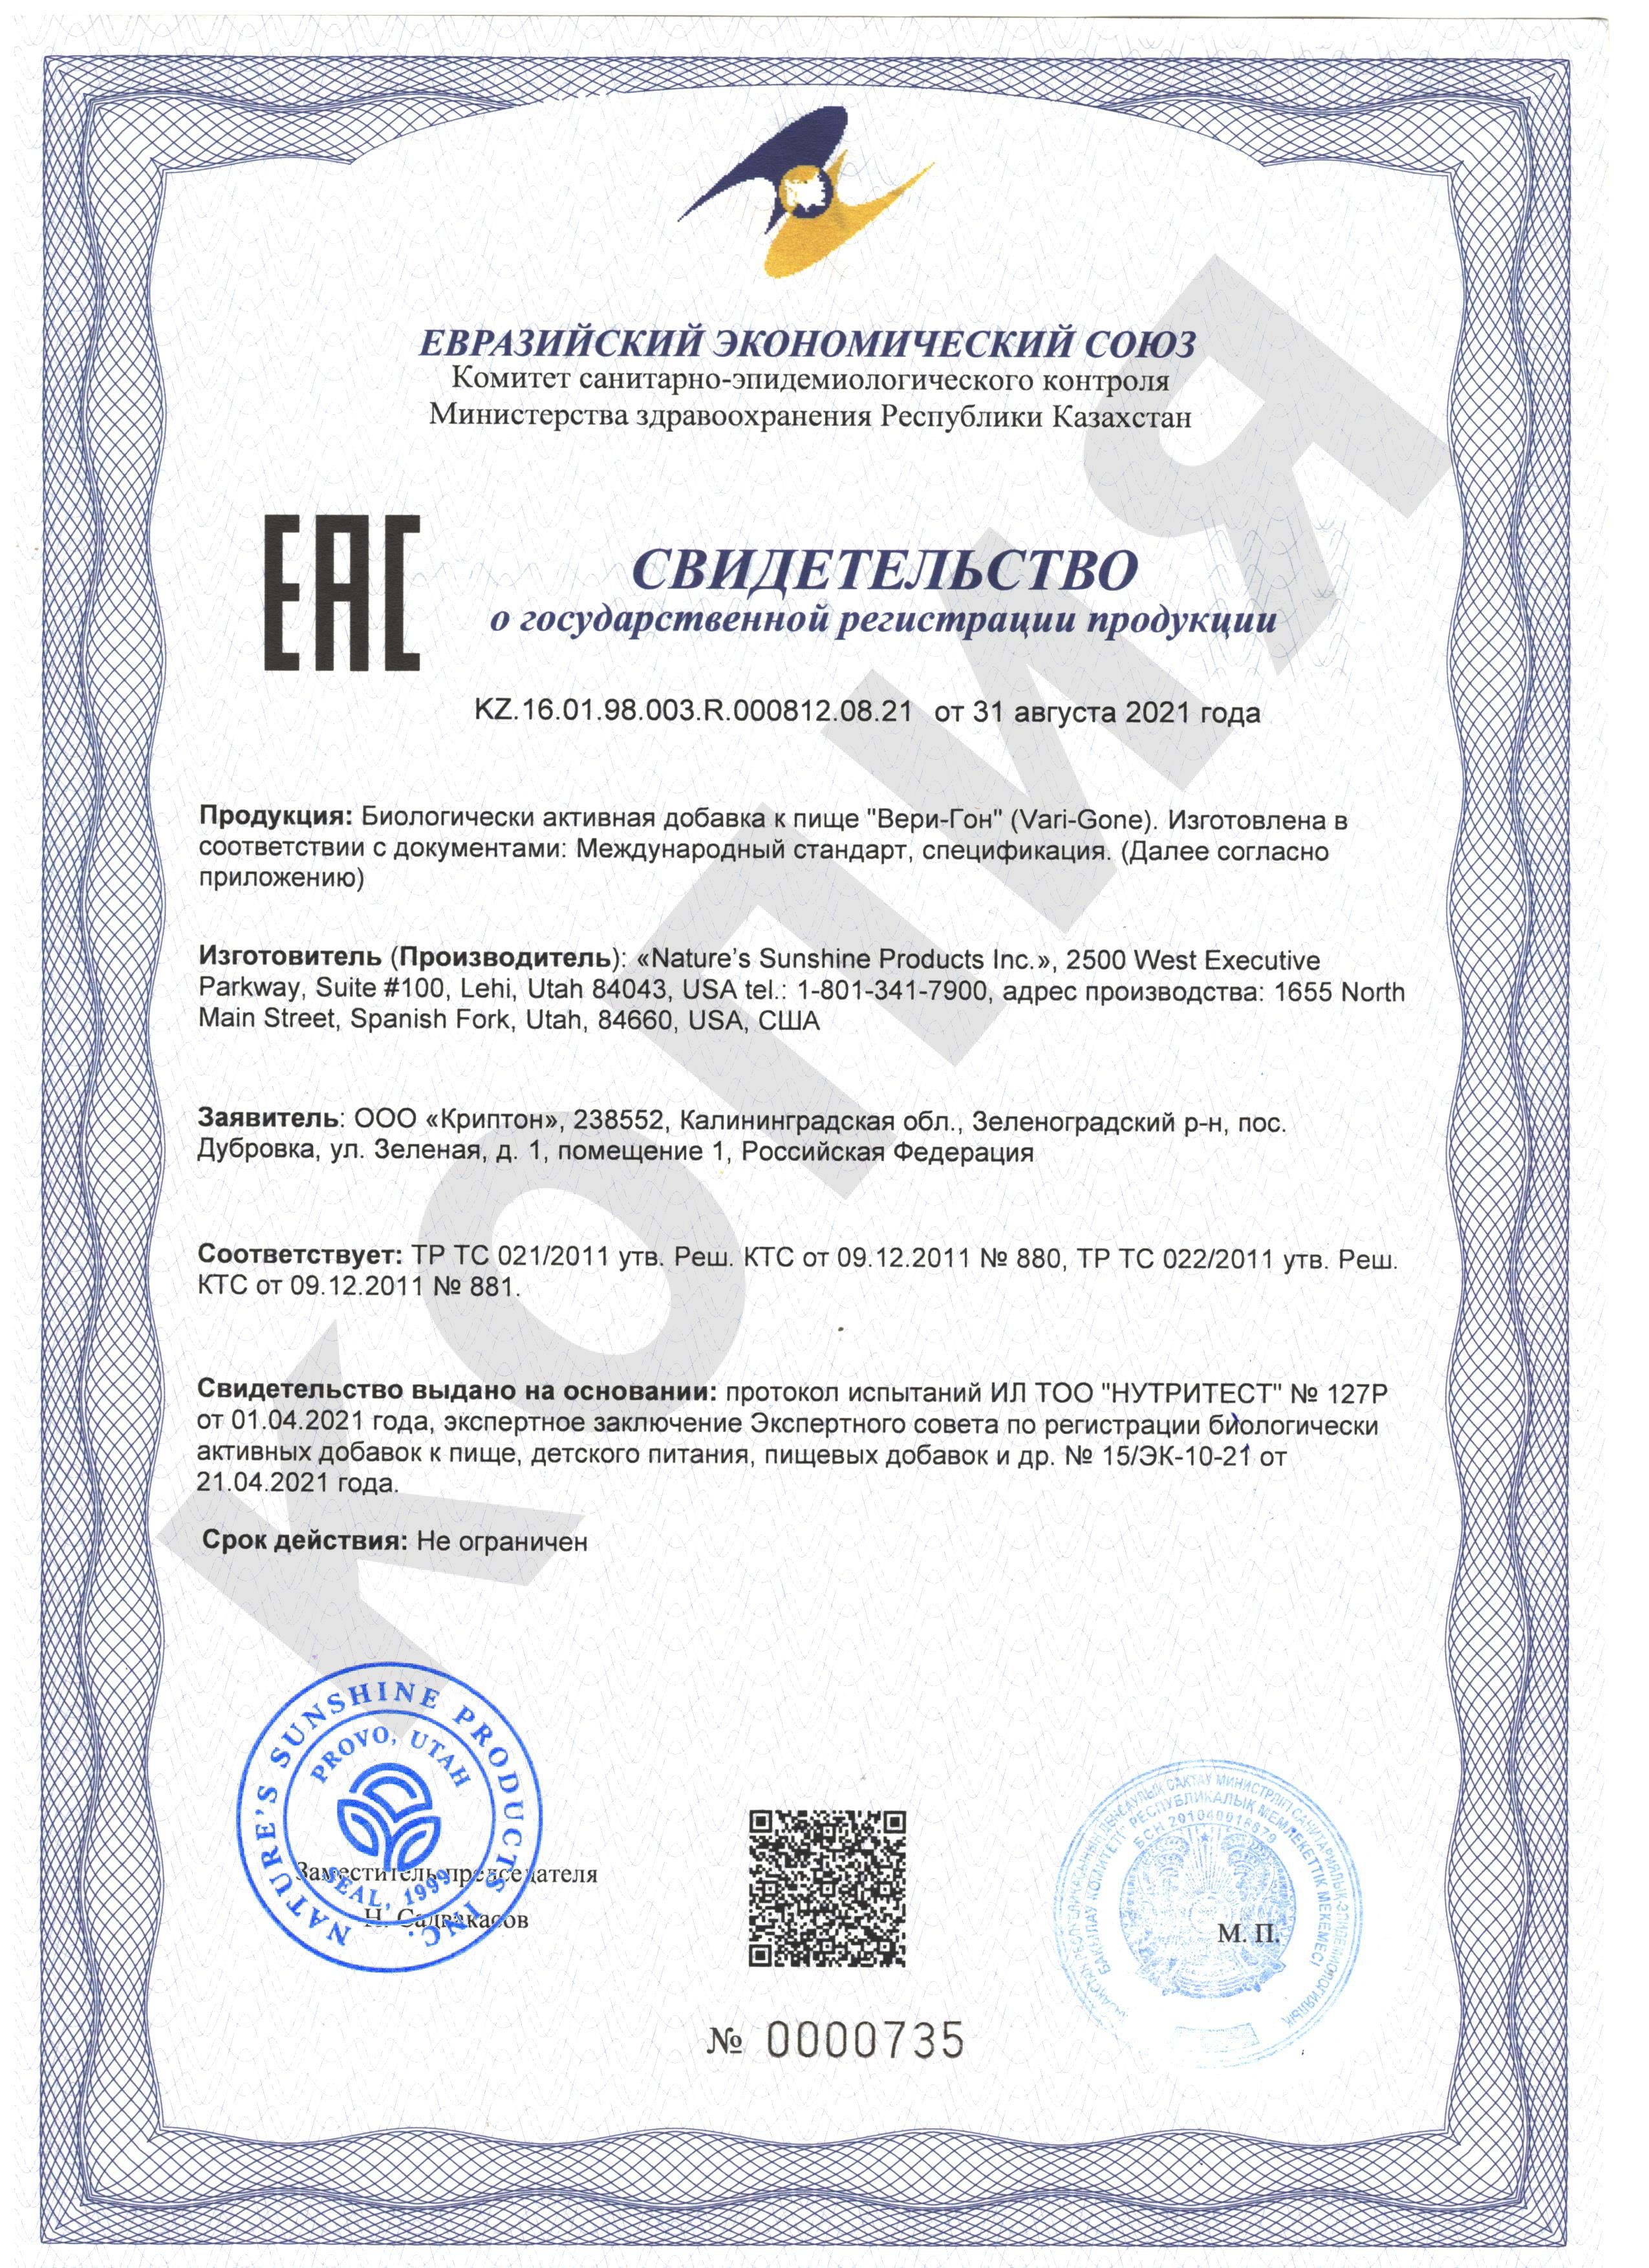 ЕВРАЗИЙСКИЙ ЭКОНОМИЧЕСКИЙ СОЮЗ
Комитет санитарно-эпидемиологического контроля
Министерства здравоохранения Республики Казахстан
EAC
СВИДЕТЕЛЬСТВО
о государственной регистрации продукции
KZ.16.01.98.003.R.000812.08.21 от 31 августа 2021 года
Продукция: Биологически активная добавка к пище "Вери-Гон" (Vari-Gone). Изготовлена в
соответствии с документами: Международный стандарт, спецификация. (Далее согласно
приложению)
Изготовитель (Производитель): «Nature’s Sunshine Products Inc.», 2500 West Executive
Parkway, Suite #100, Lehi, Utah 84043, USA tel.: 1-801-341-7900, адрес производства: 1655 North
Main Street, Spanish Fork, Utah, 84660, USA, США
Заявитель: ООО «Криптон», 238552, Калининградская обл., Зеленоградский р-н, пос.
Дубровка, ул. Зеленая, д. 1, помещение 1, Российская Федерация
Соответствует: ТР ТС 021/2011 утв. Реш. КТС от 09.12.2011 № 880, ТР ТС 022/2011 утв. Реш.
КТС от 09.12.2011 № 881.
Свидетельство выдано на основании: протокол испытаний ИЛ ТОО "НУТРИТЕСТ" № 127Р
от 01.04.2021 года, экспертное заключение Экспертного совета по регистрации биологически
активных добавок к пище, детского питания, пищевых добавок и др. № 15/ЭК-10-21 от
21.04.2021 года.
Срок действия: Не ограничен
КОПИЯ
NATURE'S SUNSHINE PRODUCTS INC.
PROVO, UTAH
SEAL, 1999
Заместитель председателя
Н. Садвакасов
РЕСПУБЛИКАЛЫҚ МЕМЛЕКЕТТІК МЕКЕМЕСІ
М. П.
№ 0000735